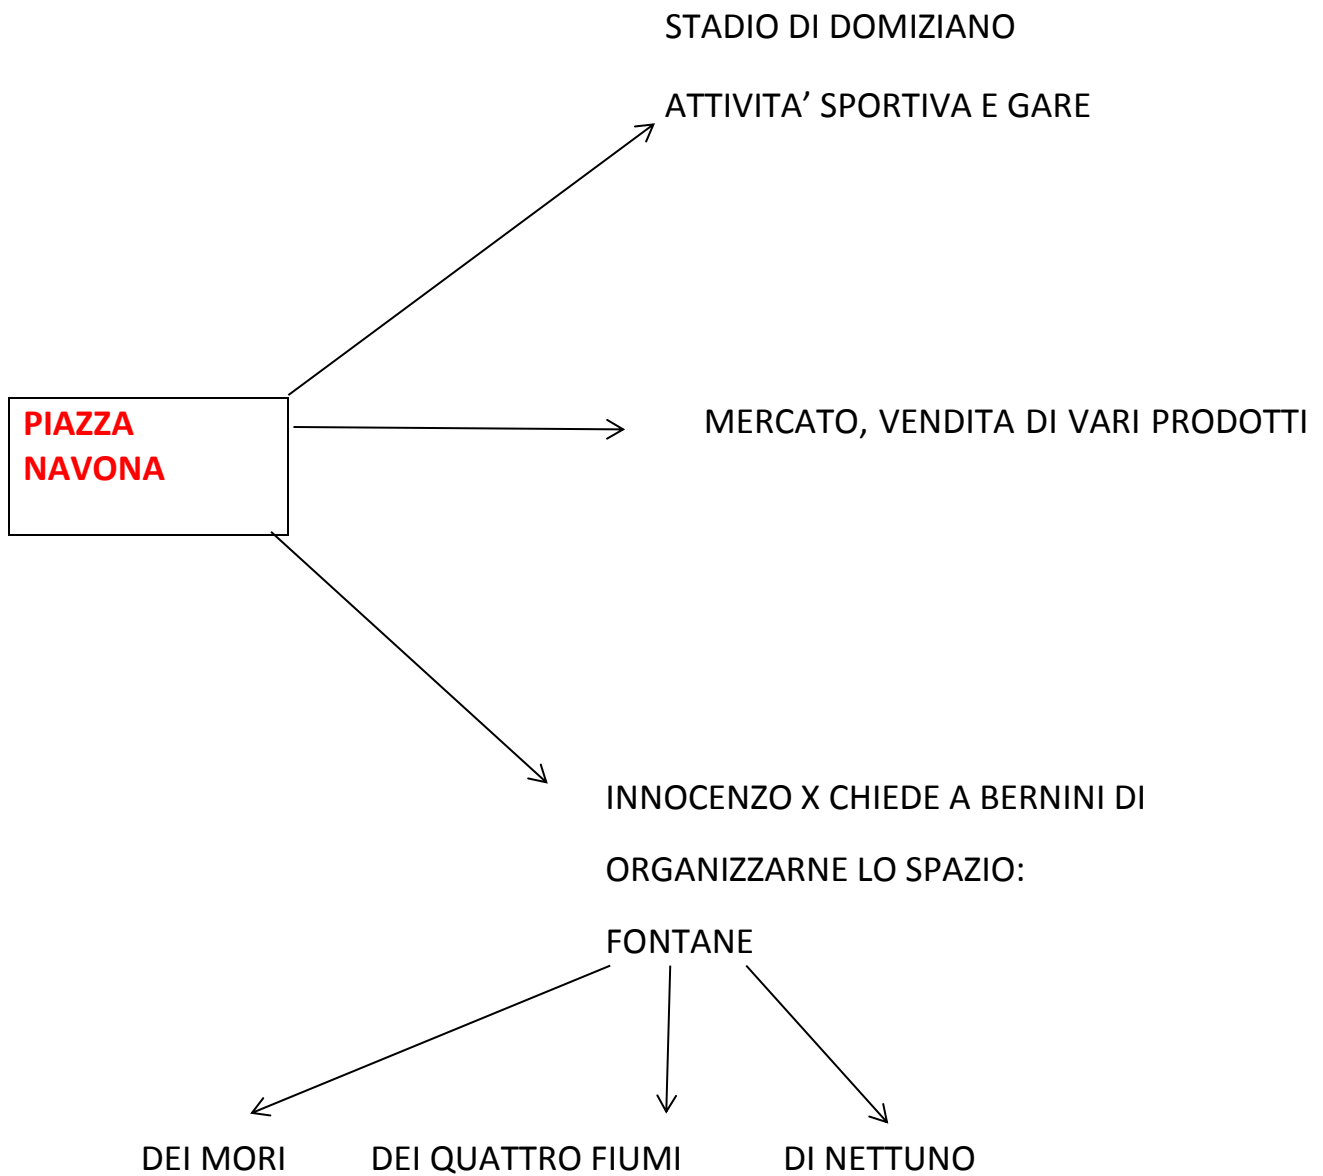 STADIO DI DOMIZIANO
ATTIVITA’ SPORTIVA E GARE
PIAZZA
NAVONA
MERCATO, VENDITA DI VARI PRODOTTI
INNOCENZO X CHIEDE A BERNINI DI
ORGANIZZARNE LO SPAZIO:
FONTANE
DEI MORI
DEI QUATTRO FIUMI
DI NETTUNO